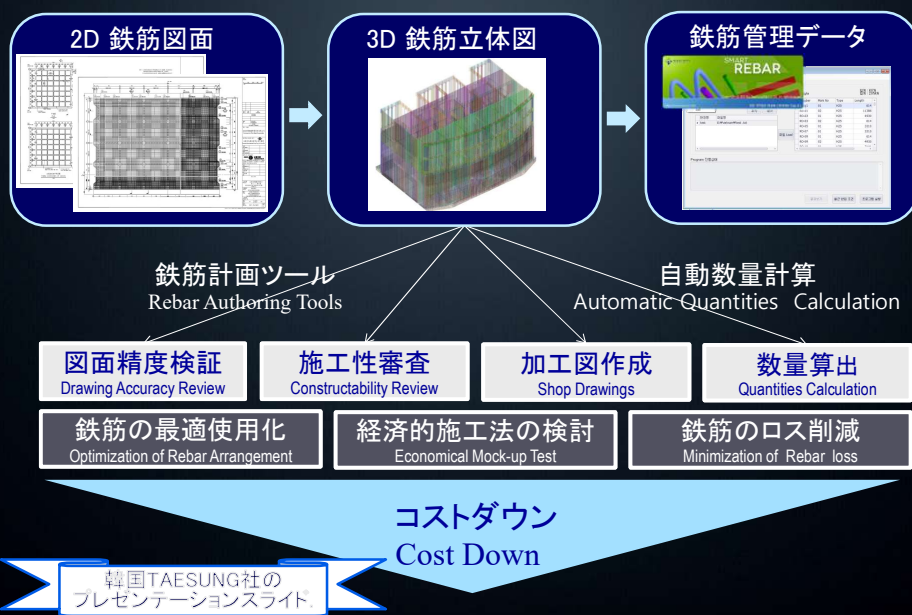 2D 鉄筋図面
3D 鉄筋立体図
鉄筋管理データ
SMART
REBAR
鉄筋計画ツール
Rebar Authoring Tools
自動数量計算
Automatic Quantities Calculation
図面精度検証
Drawing Accuracy Review
施工性審査
Constructability Review
加工図作成
Shop Drawings
数量算出
Quantities Calculation
鉄筋の最適使用化
Optimization of Rebar Arrangement
経済的施工法の検討
Economical Mock-up Test
鉄筋のロス削減
Minimization of Rebar loss
コストダウン
Cost Down
韓国TAESUNG社の
プレゼンテーションスライド